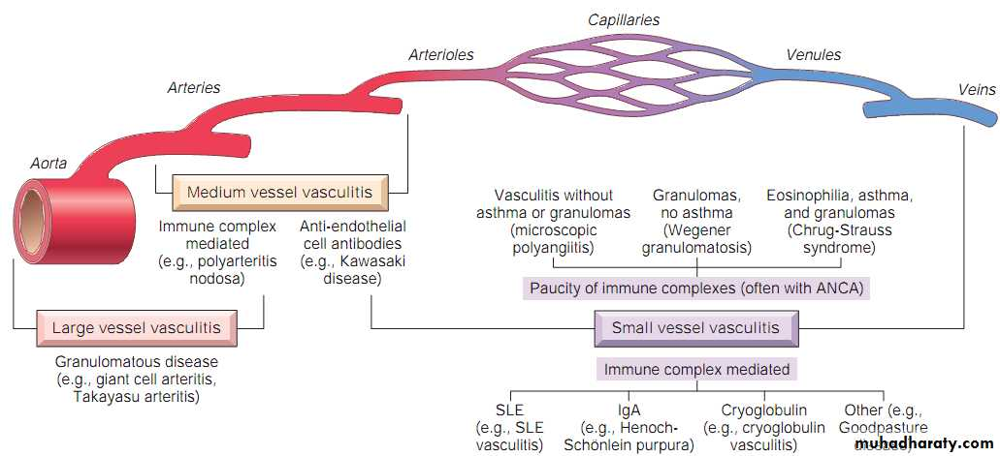 Capillaries
Arterioles
Venules
Arteries
Veins
Aorta
Medium vessel vasculitis
Immune complex
mediated
(e.g., polyarteritis
nodosa)
Anti-endothelial
cell antibodies
(e.g., Kawasaki
disease)
Vasculitis without
asthma or granulomas
(microscopic
polyangiitis)
Granulomas,
no asthma
(Wegener
granulomatosis)
Eosinophilia, asthma,
and granulomas
(Chrug-Strauss
syndrome)
Paucity of immune complexes (often with ANCA)
Large vessel vasculitis
Granulomatous disease
(e.g., giant cell arteritis,
Takayasu arteritis)
Small vessel vasculitis
Immune complex mediated
SLE
(e.g., SLE
vasculitis)
IgA
(e.g., Henoch-
Schönlein purpura)
Cryoglobulin
(e.g., cryoglobulin
vasculitis)
Other (e.g.,
Goodpasture
muhadharaty.com